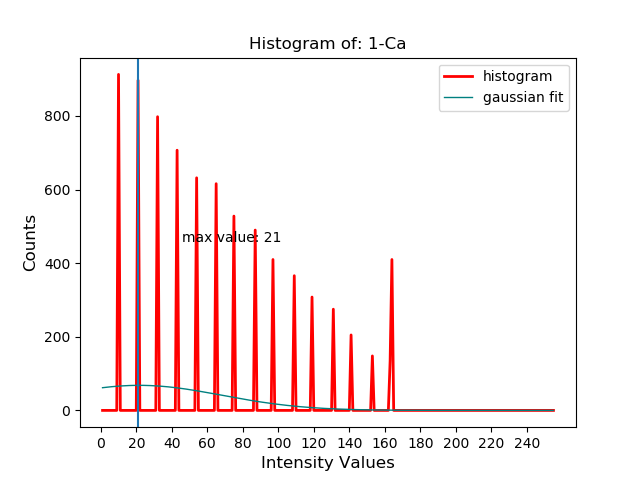 Histogram of: 1-Ca
histogram
gaussian fit
800
600
400
200
0
Counts
max value: 21
0 20 40 60 80 100 120 140 160 180 200 220 240
Intensity Values